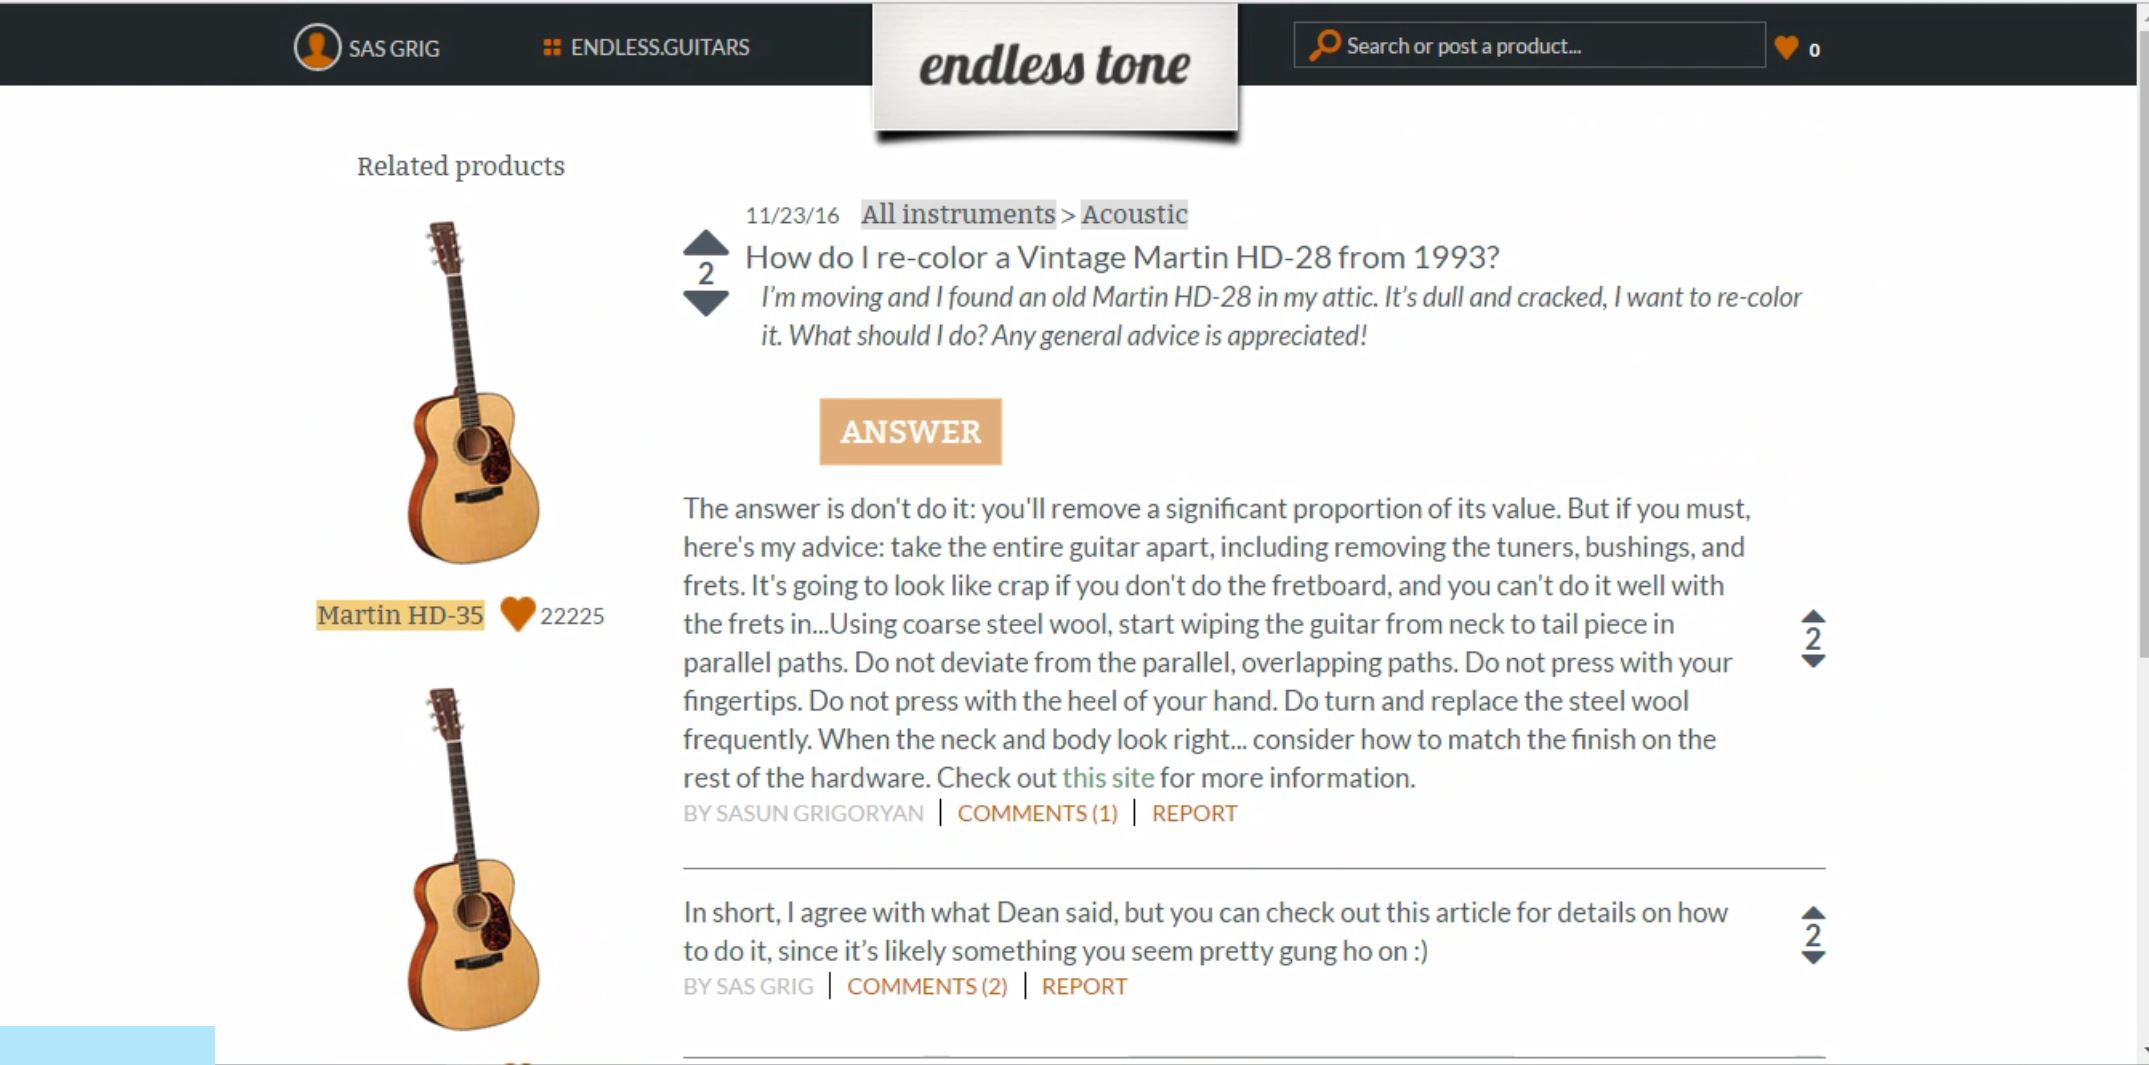 SAS GRIG
ENDLESS.GUITARS
endless tone
Search or post a product...
0
Related products
Martin HD-35
22225
11/23/16 All instruments > Acoustic
2
How do I re-color a Vintage Martin HD-28 from 1993?
I'm moving and I found an old Martin HD-28 in my attic. It's dull and cracked, I want to re-color
it. What should I do? Any general advice is appreciated!
ANSWER
The answer is don't do it: you'll remove a significant proportion of its value. But if you must,
here's my advice: take the entire guitar apart, including removing the tuners, bushings, and
frets. It's going to look like crap if you don't do the fretboard, and you can't do it well with
the frets in...Using coarse steel wool, start wiping the guitar from neck to tail piece in
parallel paths. Do not deviate from the parallel, overlapping paths. Do not press with your
fingertips. Do not press with the heel of your hand. Do turn and replace the steel wool
frequently. When the neck and body look right... consider how to match the finish on the
rest of the hardware. Check out this site for more information.
2
BY SASUN GRIGORYAN | COMMENTS (1) | REPORT
In short, I agree with what Dean said, but you can check out this article for details on how
to do it, since it’s likely something you seem pretty gung ho on :)
2
BY SAS GRIG | COMMENTS (2) | REPORT